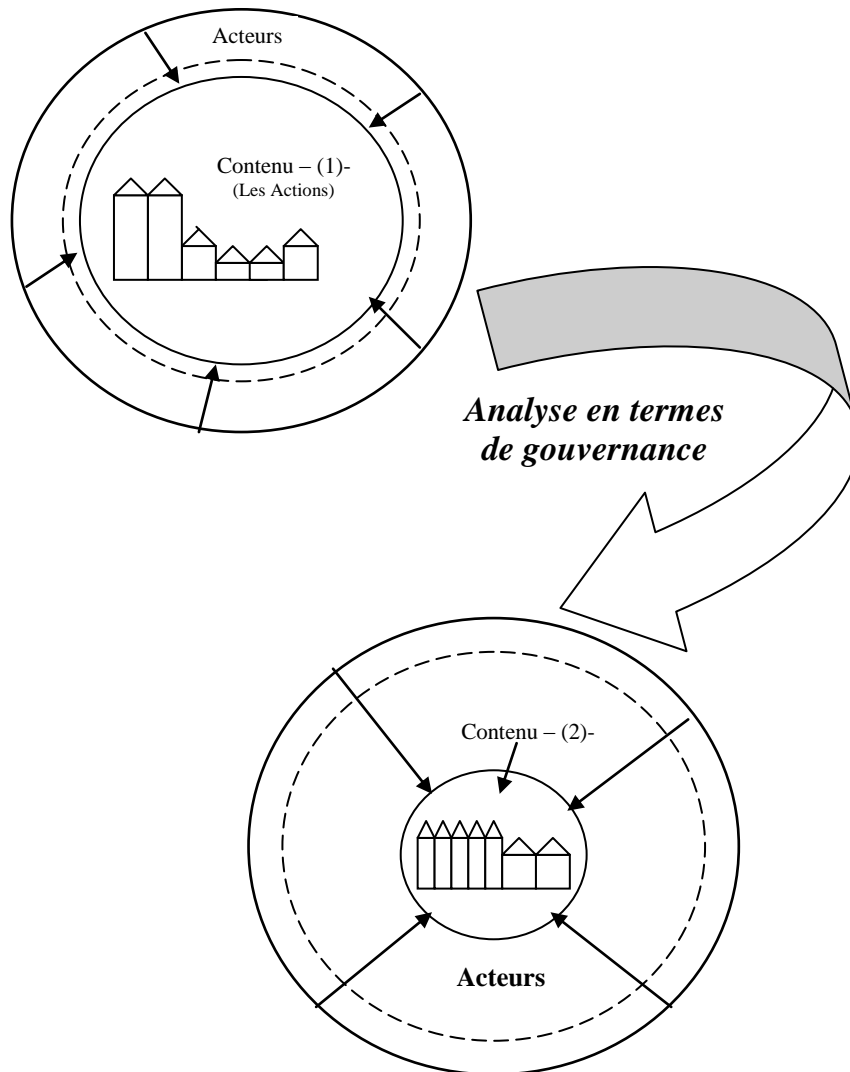 Acteurs
Contenu – (1)-
(Les Actions)
Analyse en termes
de gouvernance
Contenu – (2)-
Acteurs